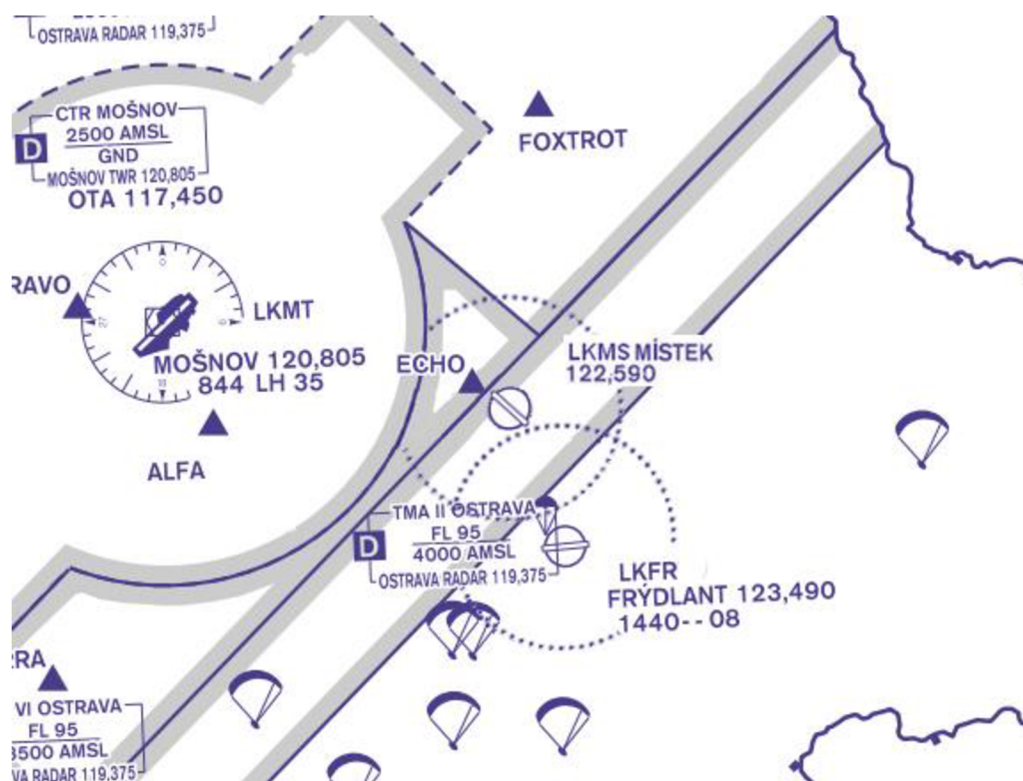 OSTRAVA RADAR 119,375
CTR MOŠNOV
2500 AMSL
GND
MOŠNOV TWR 120,805
OTA 117,450
D
FOXTROT
RAVO
LKMT
MOŠNOV 120,805
844 LH 35
ECHO
LKMS MÍSTEK
122,590
ALFA
TMA II OSTRAVA
FL 95
4000 AMSL
OSTRAVA RADAR 119,375
D
LKFR
FRÝDLANT 123,490
1440-- 08
RRA
VI OSTRAVA
FL 95
3500 AMSL
VA RADAR 119,375